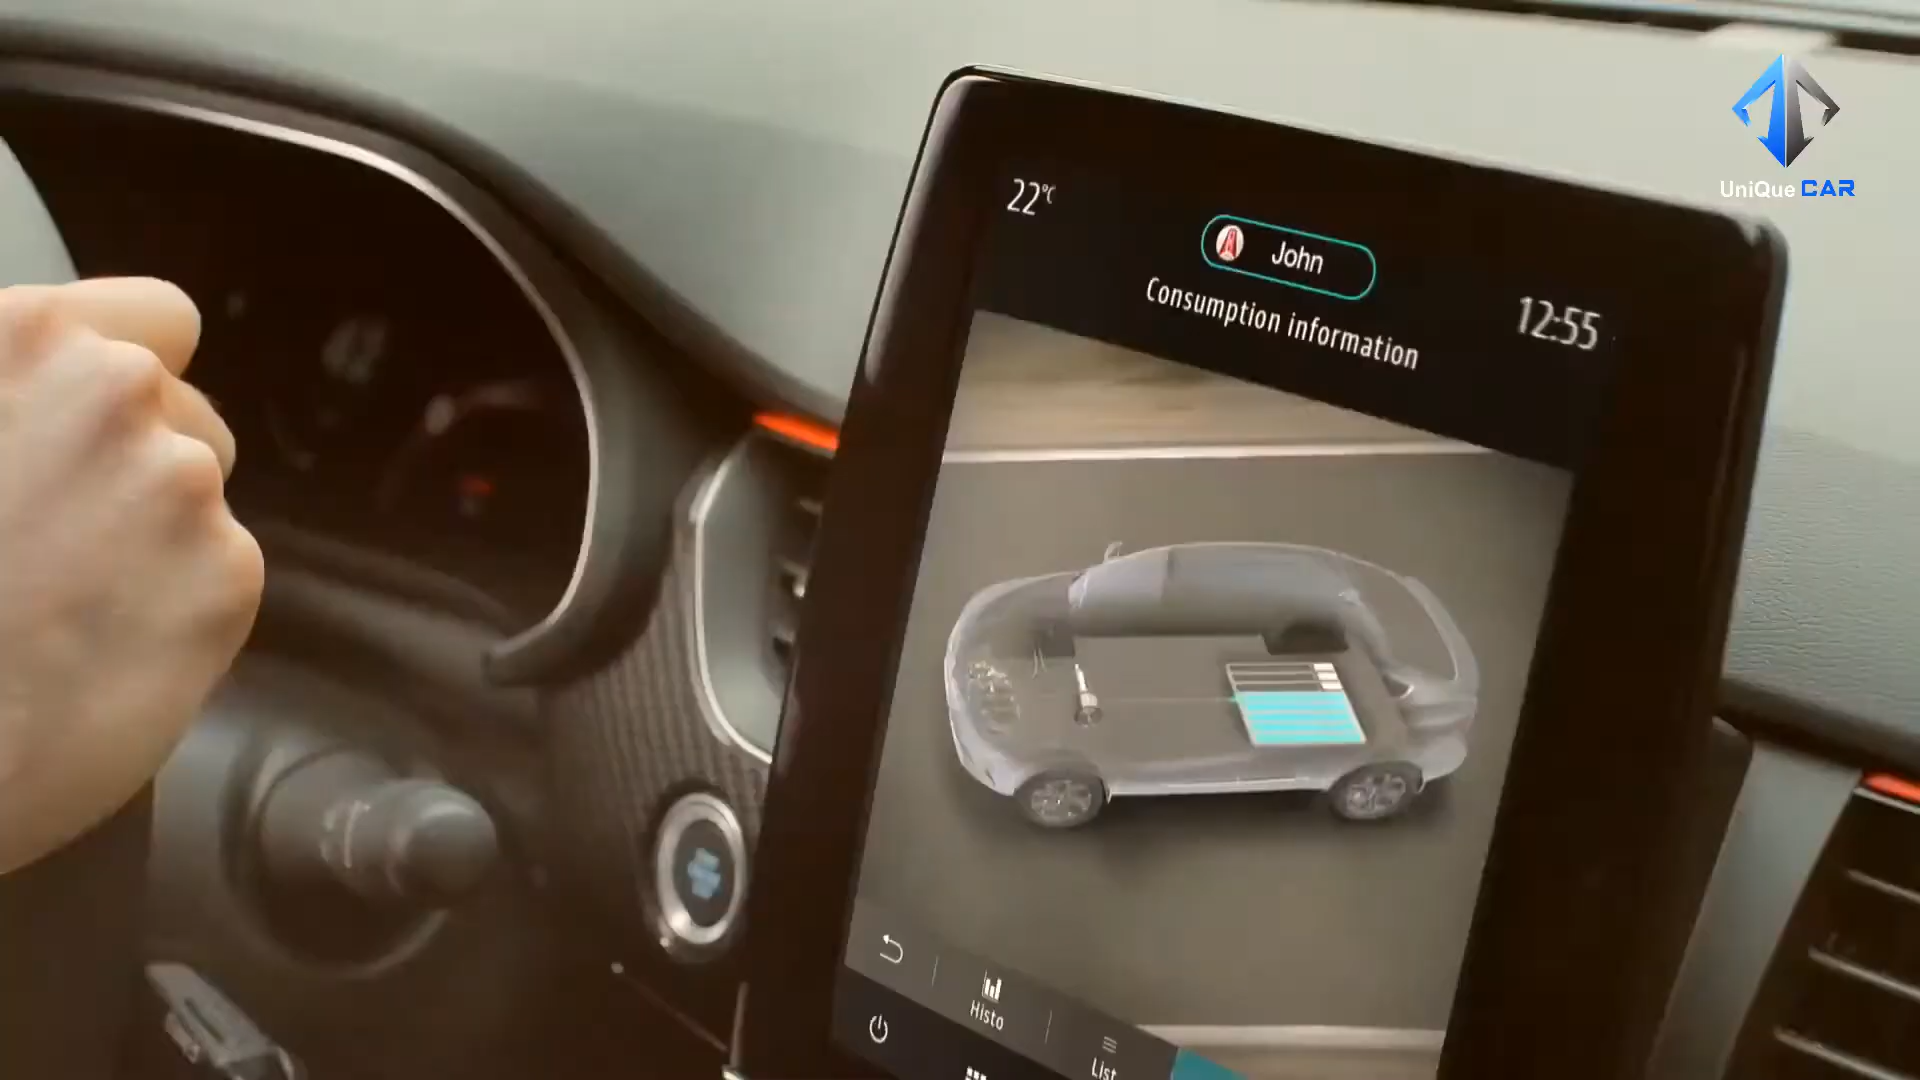 UniQue CAR
22°C
John
Consumption information
12:55
Histo
List